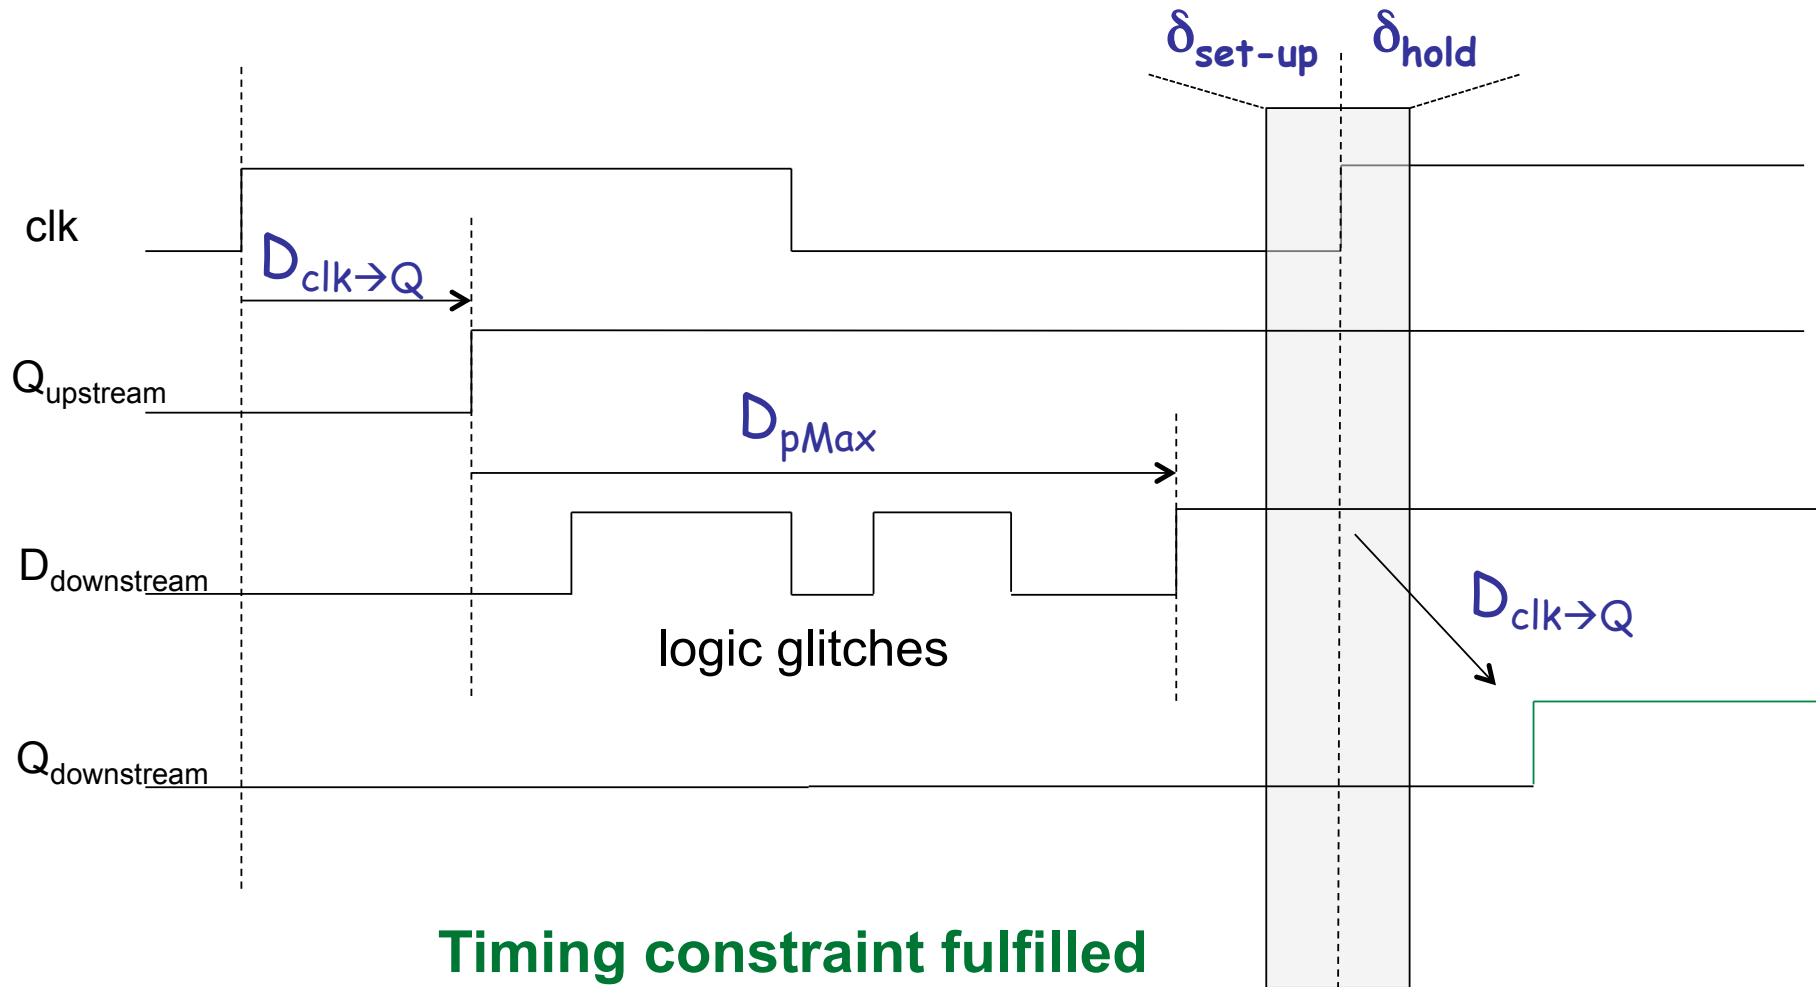 δset-up δhold
clk
Dclk→Q
Qupstream
DpMax
Ddownstream
Dclk→Q
logic glitches
Qdownstream
Timing constraint fulfilled